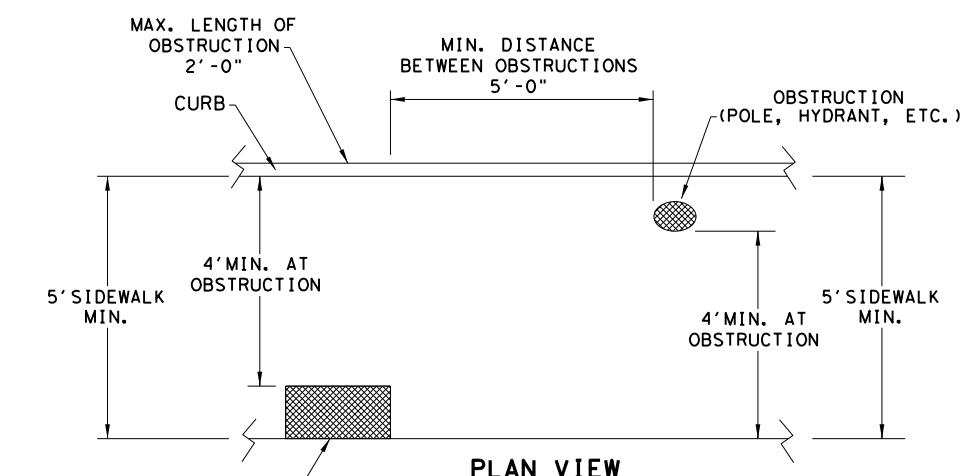 MAX. LENGTH OF
OBSTRUCTION
2'-0"
CURB
MIN. DISTANCE
BETWEEN OBSTRUCTIONS
5'-0"
OBSTRUCTION
(POLE, HYDRANT, ETC.)
5' SIDEWALK
MIN.
4' MIN. AT
OBSTRUCTION
4' MIN. AT
OBSTRUCTION
5' SIDEWALK
MIN.
PLAN VIEW